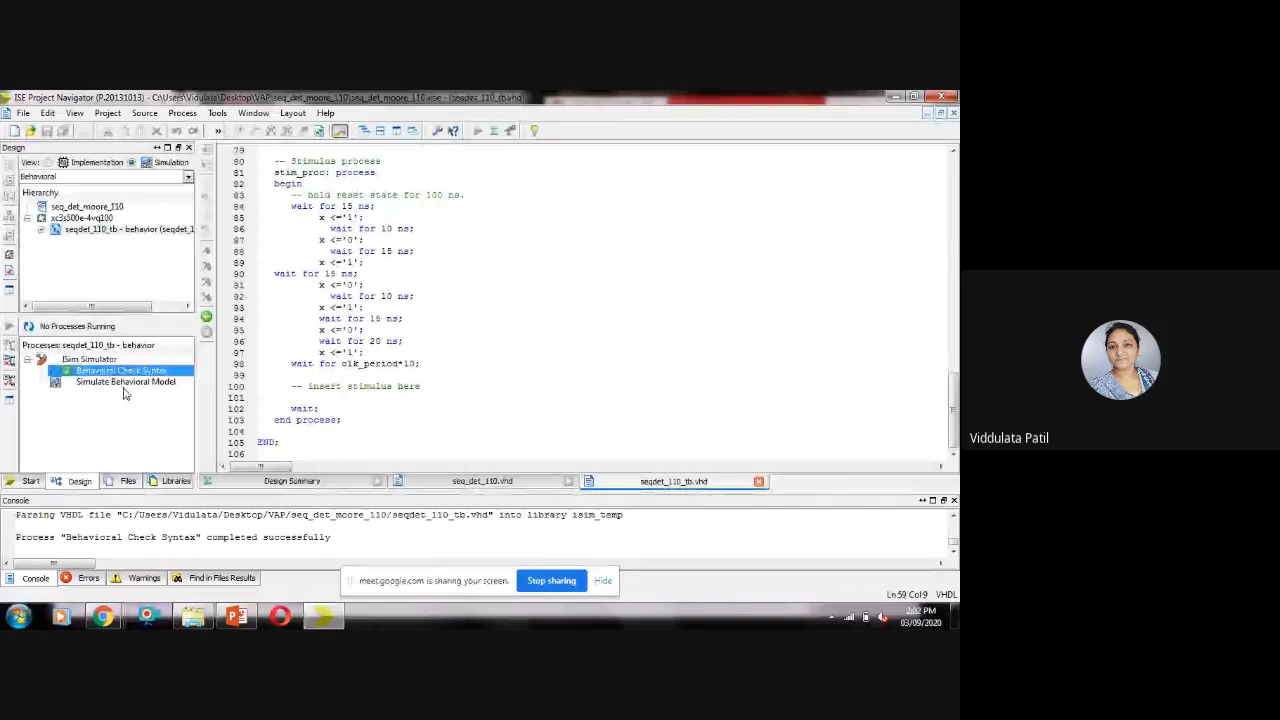 ISE Project Navigator (P.20131013) - C:\Users\Vidulata\Desktop\VAP\seq_det_moore_110\seq_det_moore_110.xise - [seqdet_110_tb.vhd]
File Edit View Project Source Process Tools Window Layout Help
Design
View: Implementation Simulation
Behavioral
Hierarchy
seq_det_moore_110
xc3s500e-4vq100
seqdet_110_tb - behavior (seqdet_1
No Processes Running
Processes: seqdet_110_tb - behavior
ISim Simulator
Behavioral Check Syntax
Simulate Behavioral Model
Start Design Files Libraries
79
80 -- Stimulus process
81 stim_proc: process
82 begin
83 -- hold reset state for 100 ns.
84 wait for 15 ns;
85 x <='1';
86 wait for 10 ns;
87 x <='0';
88 wait for 15 ns;
89 x <='1';
90 wait for 15 ns;
91 x <='0';
92 wait for 10 ns;
93 x <='1';
94 wait for 15 ns;
95 x <='0';
96 wait for 20 ns;
97 x <='1';
98 wait for clk_period*10;
99
100 -- insert stimulus here
101
102 wait;
103 end process;
104
105 END;
106
Design Summary seq_det_110.vhd seqdet_110_tb.vhd
Console
Parsing VHDL file "C:/Users/Vidulata/Desktop/VAP/seq_det_moore_110/seqdet_110_tb.vhd" into library isim_temp
Process "Behavioral Check Syntax" completed successfully
Console Errors Warnings Find in Files Results
meet.google.com is sharing your screen. Stop sharing Hide
Ln 59 Col 9 VHDL
2:02 PM
03/09/2020
Viddulata Patil